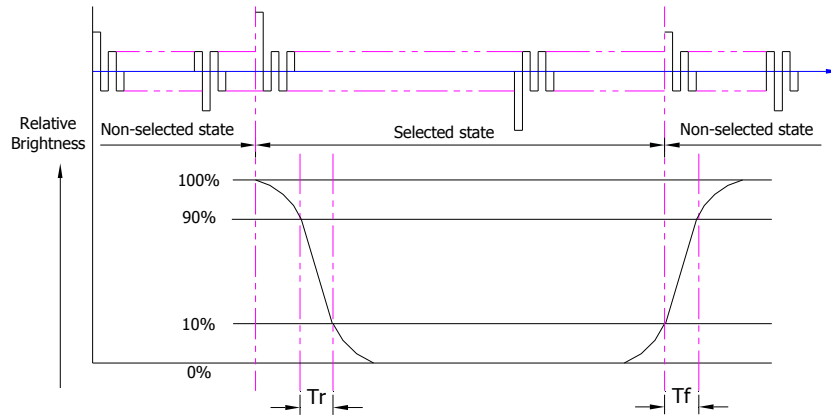 Non-selected state
Selected state
Non-selected state
Relative
Brightness
100%
90%
10%
0%
Tr
Tf